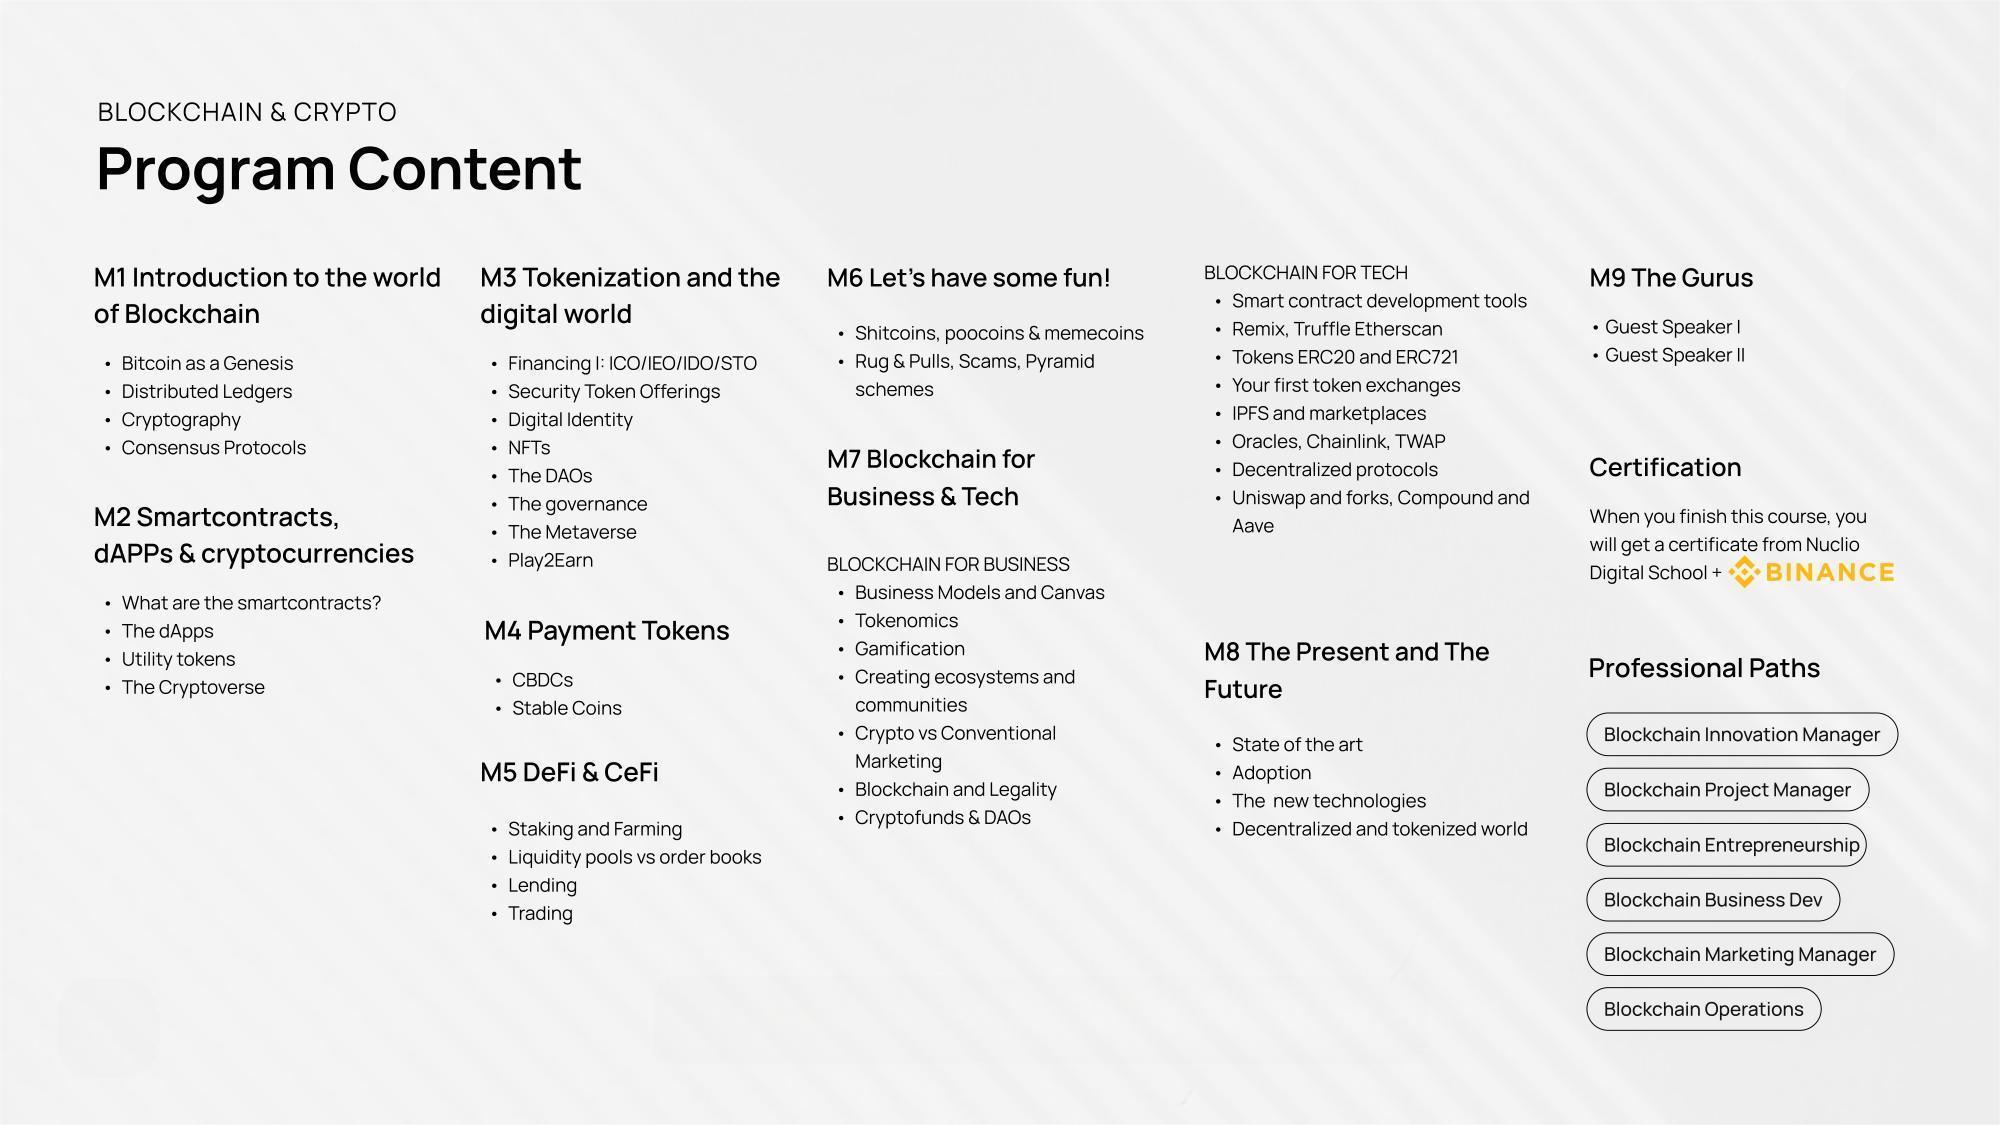 BLOCKCHAIN & CRYPTO
Program Content
M1 Introduction to the world
of Blockchain
• Bitcoin as a Genesis
• Distributed Ledgers
• Cryptography
• Consensus Protocols
M2 Smartcontracts,
dAPPs & cryptocurrencies
• What are the smartcontracts?
• The dApps
• Utility tokens
• The Cryptoverse
M3 Tokenization and the
digital world
• Financing I: ICO/IEO/IDO/STO
• Security Token Offerings
• Digital Identity
• NFTs
• The DAOs
• The governance
• The Metaverse
• Play2Earn
M4 Payment Tokens
• CBDCs
• Stable Coins
M5 DeFi & CeFi
• Staking and Farming
• Liquidity pools vs order books
• Lending
• Trading
M6 Let's have some fun!
• Shitcoins, poocoins & memecoins
• Rug & Pulls, Scams, Pyramid
schemes
M7 Blockchain for
Business & Tech
BLOCKCHAIN FOR BUSINESS
• Business Models and Canvas
• Tokenomics
• Gamification
• Creating ecosystems and
communities
• Crypto vs Conventional
Marketing
• Blockchain and Legality
• Cryptofunds & DAOs
BLOCKCHAIN FOR TECH
• Smart contract development tools
• Remix, Truffle Etherscan
• Tokens ERC20 and ERC721
• Your first token exchanges
• IPFS and marketplaces
• Oracles, Chainlink, TWAP
• Decentralized protocols
• Uniswap and forks, Compound and
Aave
M8 The Present and The
Future
• State of the art
• Adoption
• The  new technologies
• Decentralized and tokenized world
M9 The Gurus
• Guest Speaker I
• Guest Speaker II
Certification
When you finish this course, you
will get a certificate from Nuclio
Digital School + BINANCE
Professional Paths
Blockchain Innovation Manager
Blockchain Project Manager
Blockchain Entrepreneurship
Blockchain Business Dev
Blockchain Marketing Manager
Blockchain Operations